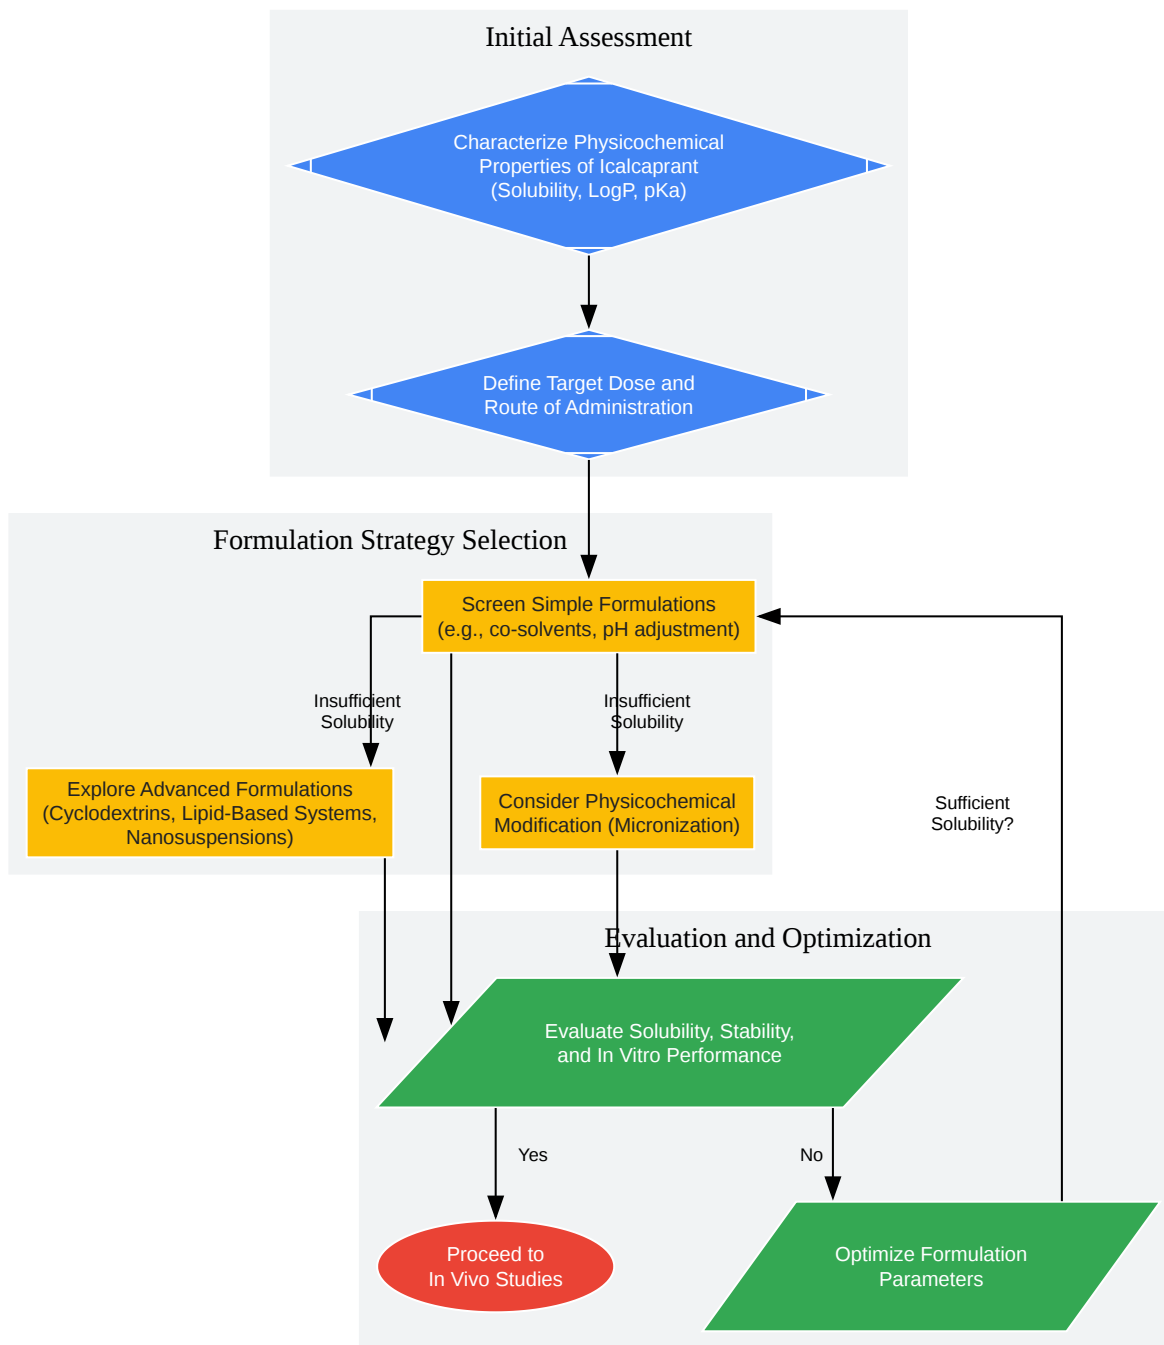 Initial Assessment
Characterize Physicochemical
Properties of Icalcaprant
(Solubility, LogP, pKa)
Define Target Dose and
Route of Administration
Formulation Strategy Selection
Screen Simple Formulations
(e.g., co-solvents, pH adjustment)
Insufficient
Solubility
Insufficient
Solubility
Explore Advanced Formulations
(Cyclodextrins, Lipid-Based Systems,
Nanosuspensions)
Consider Physicochemical
Modification (Micronization)
Sufficient
Solubility?
Evaluation and Optimization
Evaluate Solubility, Stability,
and In Vitro Performance
Yes
No
Proceed to
In Vivo Studies
Optimize Formulation
Parameters